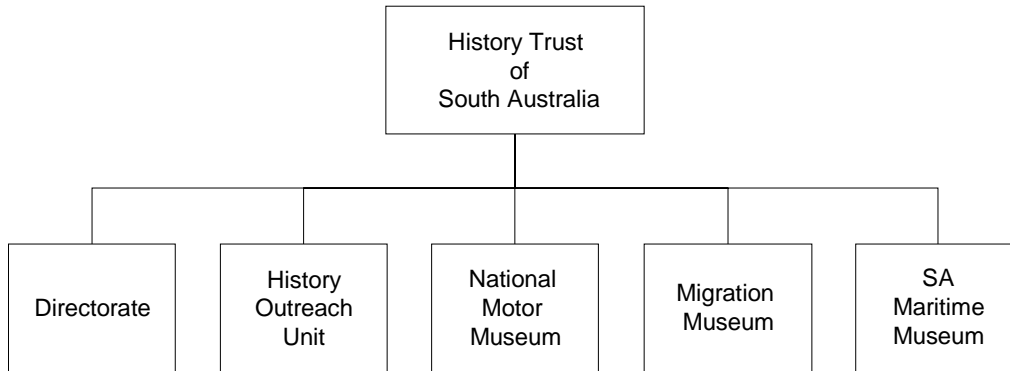 History Trust
of
South Australia
Directorate
History
Outreach
Unit
National
Motor
Museum
Migration
Museum
SA
Maritime
Museum